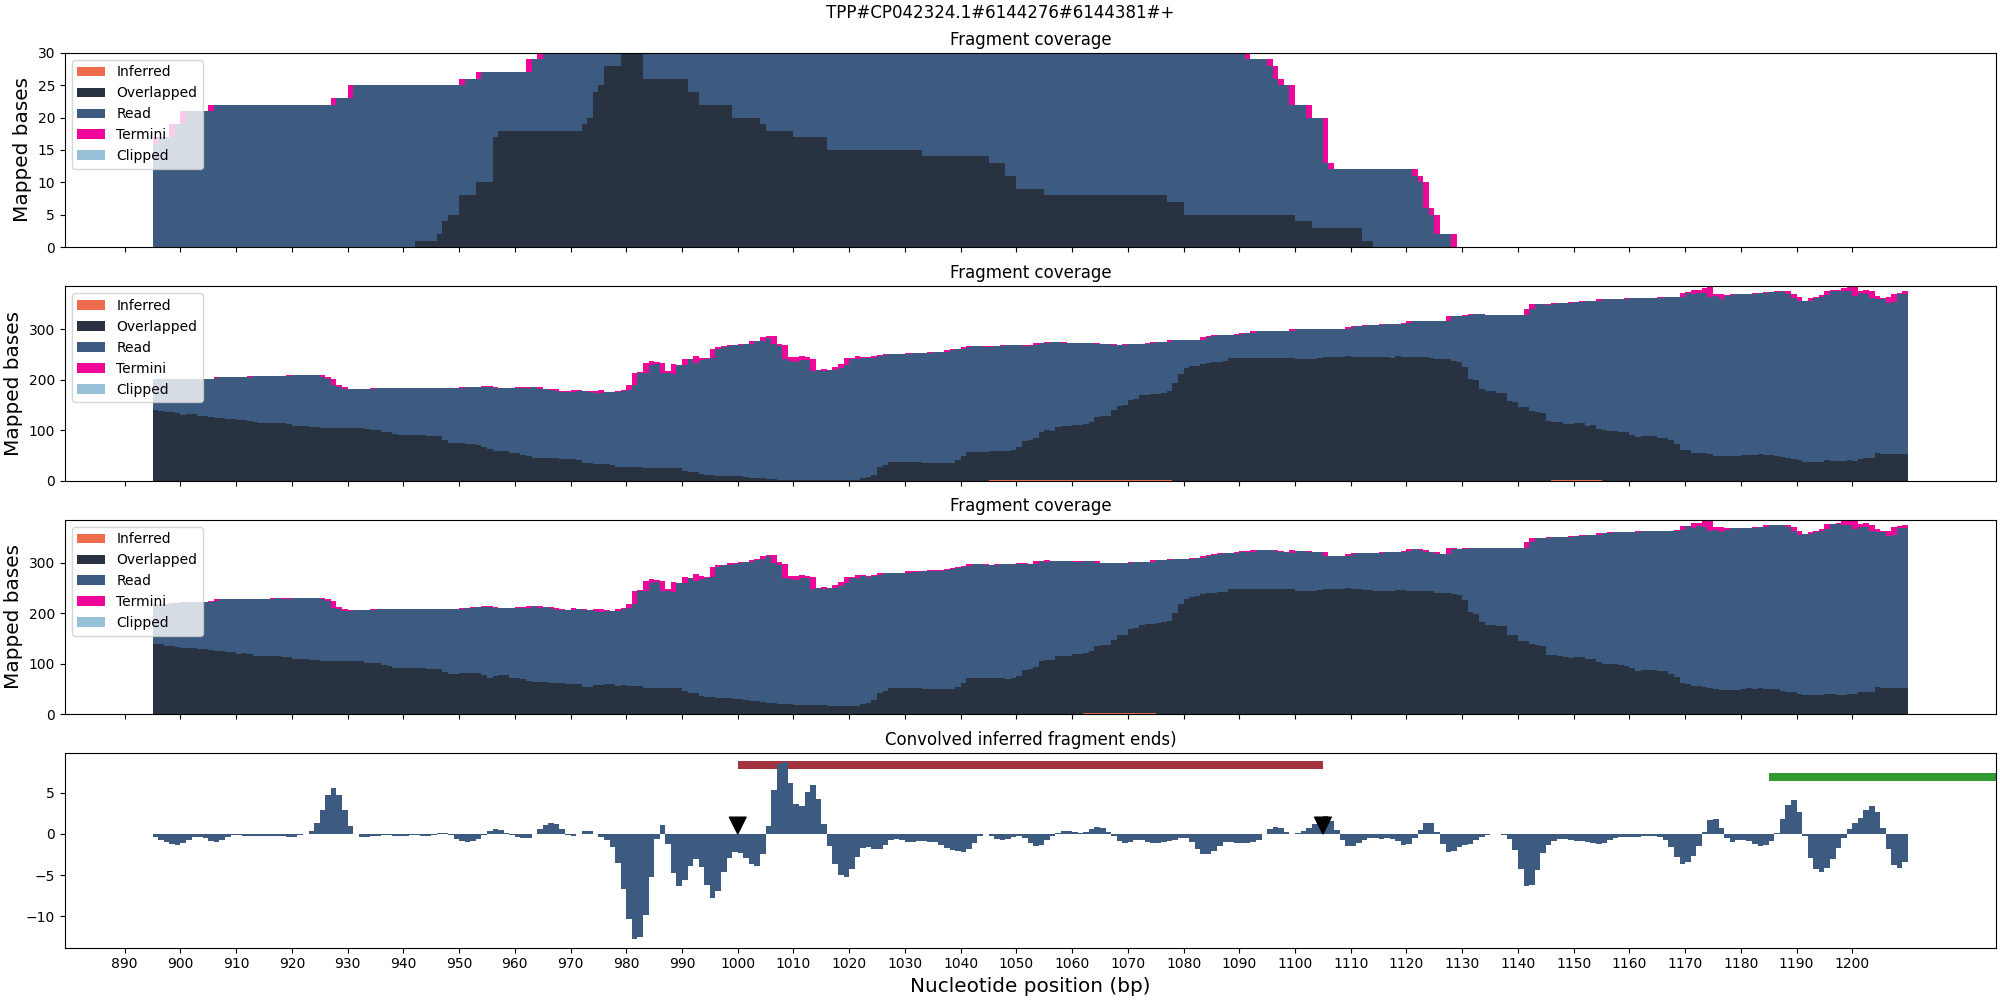 TPP#CP042324.1#6144276#6144381#+
Fragment coverage
Mapped bases
30
25
20
15
10
5
0
Inferred
Overlapped
Read
Termini
Clipped
Fragment coverage
Mapped bases
300
200
100
0
Inferred
Overlapped
Read
Termini
Clipped
Fragment coverage
Mapped bases
300
200
100
0
Inferred
Overlapped
Read
Termini
Clipped
Convolved inferred fragment ends)
5
0
−5
−10
890 900 910 920 930 940 950 960 970 980 990 1000 1010 1020 1030 1040 1050 1060 1070 1080 1090 1100 1110 1120 1130 1140 1150 1160 1170 1180 1190 1200
Nucleotide position (bp)